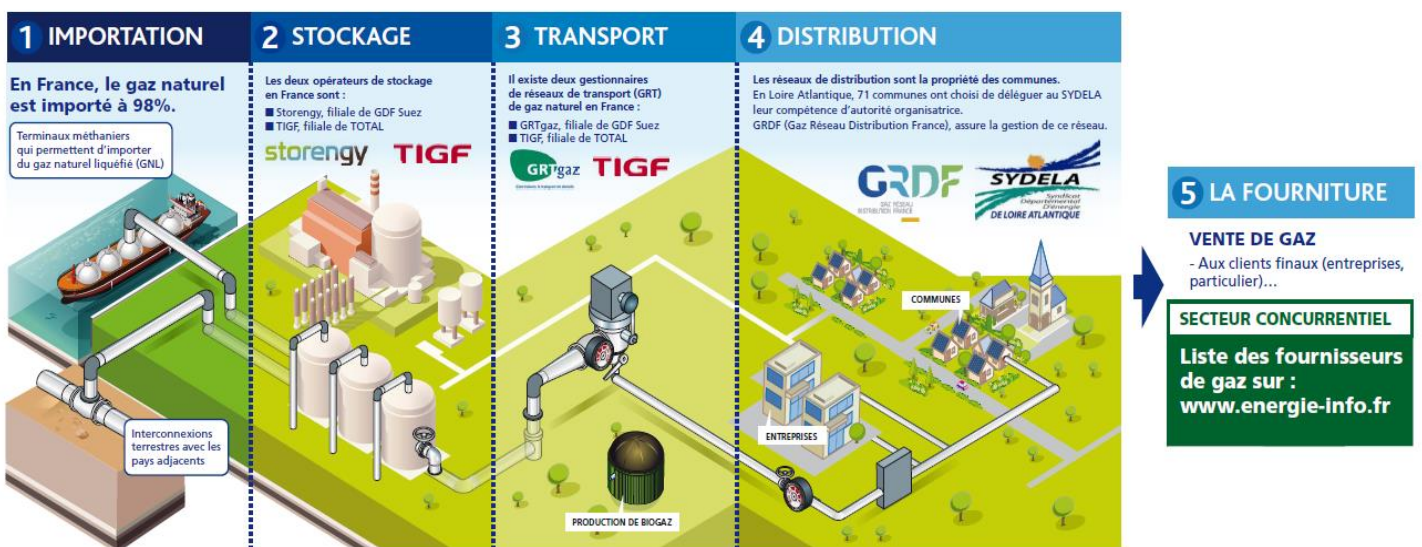 1 IMPORTATION
En France, le gaz naturel
est importé à 98%.
Terminaux méthaniers
qui permettent d'importer
du gaz naturel liquéfié (GNL)
Interconnexions
terrestres avec les
pays adjacents
2 STOCKAGE
Les deux opérateurs de stockage
en France sont :
■ Storengy, filiale de GDF Suez
■ TIGF, filiale de TOTAL
storengy TIGF
3 TRANSPORT
Il existe deux gestionnaires
de réseaux de transport (GRT)
de gaz naturel en France :
■ GRTgaz, filiale de GDF Suez
■ TIGF, filiale de TOTAL
GRTgaz TIGF
PRODUCTION DE BIOGAZ
4 DISTRIBUTION
Les réseaux de distribution sont la propriété des communes.
En Loire Atlantique, 71 communes ont choisi de déléguer au SYDELA
leur compétence d'autorité organisatrice.
GRDF (Gaz Réseau Distribution France), assure la gestion de ce réseau.
GRDF
GAZ RÉSEAU
DISTRIBUTION FRANCE
SYDELA
Syndicat
Départemental
D'énergie
DE LOIRE ATLANTIQUE
COMMUNES
ENTREPRISES
5 LA FOURNITURE
VENTE DE GAZ
- Aux clients finaux (entreprises,
particulier)...
SECTEUR CONCURRENTIEL
Liste des fournisseurs
de gaz sur :
www.energie-info.fr